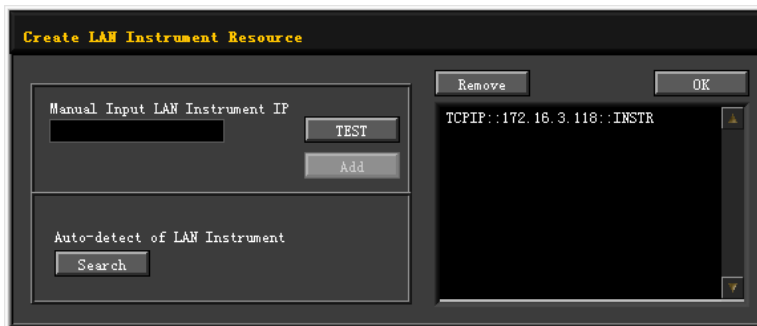 Create LAN Instrument Resource
Manual Input LAN Instrument IP
TEST
Add
Auto-detect of LAN Instrument
Search
Remove
OK
TCPIP::172.16.3.118::INSTR